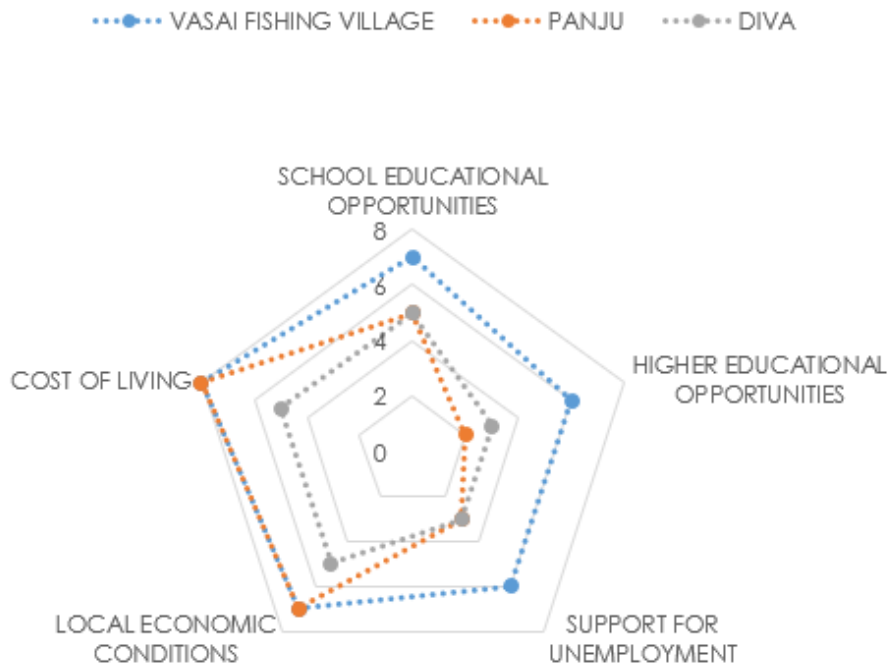 VASAI FISHING VILLAGE PANJU DIVA
SCHOOL EDUCATIONAL
OPPORTUNITIES
8
6
4
2
0
HIGHER EDUCATIONAL
OPPORTUNITIES
COST OF LIVING
LOCAL ECONOMIC
CONDITIONS
SUPPORT FOR
UNEMPLOYMENT